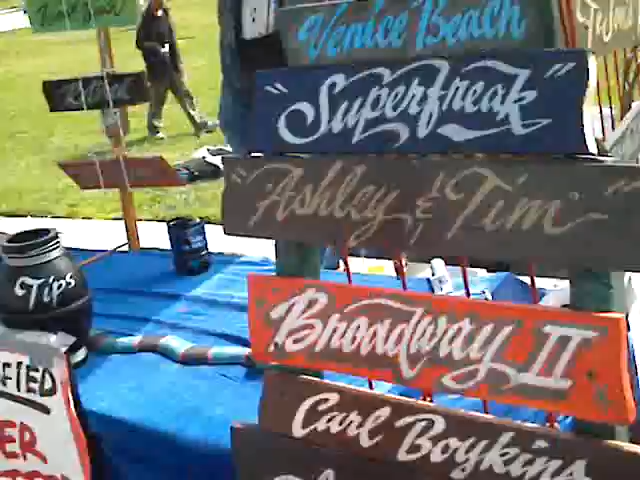 Venice Beach
"Superfreak"
"Ashley & Tim"
Tips
Broadway II
FIED
ER
Carl Boykins